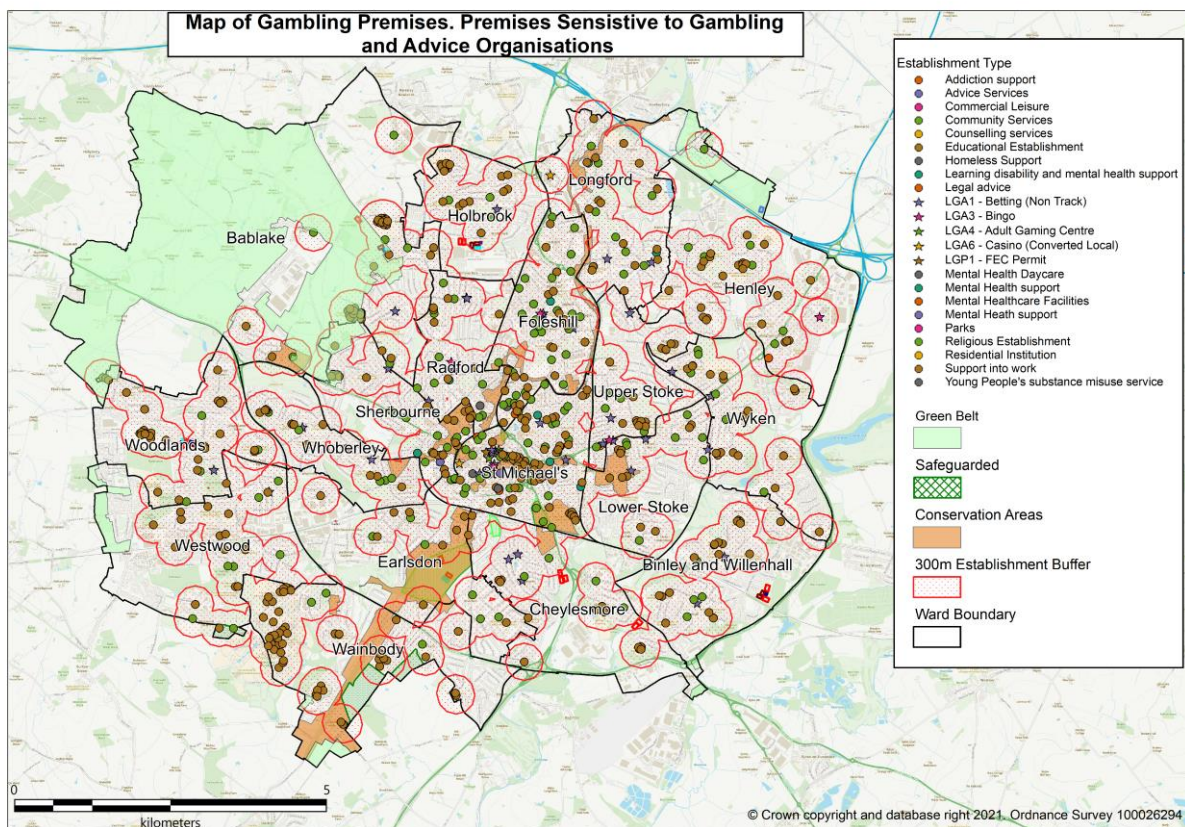 Map of Gambling Premises. Premises Sensistive to Gambling
and Advice Organisations
Establishment Type
Addiction support
Advice Services
Commercial Leisure
Community Services
Counselling services
Educational Establishment
Homeless Support
Learning disability and mental health support
Legal advice
LGA1 - Betting (Non Track)
LGA3 - Bingo
LGA4 - Adult Gaming Centre
LGA6 - Casino (Converted Local)
LGP1 - FEC Permit
Mental Health Daycare
Mental Health support
Mental Healthcare Facilities
Mental Heath support
Parks
Religious Establishment
Residential Institution
Support into work
Young People's substance misuse service
Green Belt
Safeguarded
Conservation Areas
300m Establishment Buffer
Ward Boundary
Longford
Holbrook
Bablake
Henley
Foleshill
Radford
Upper Stoke
Sherbourne
Wyken
Woodlands
Whoberley
St Michael's
Lower Stoke
Westwood
Earlsdon
Binley and Willenhall
Cheylesmore
Wainbody
0
5
kilometers
© Crown copyright and database right 2021. Ordnance Survey 100026294